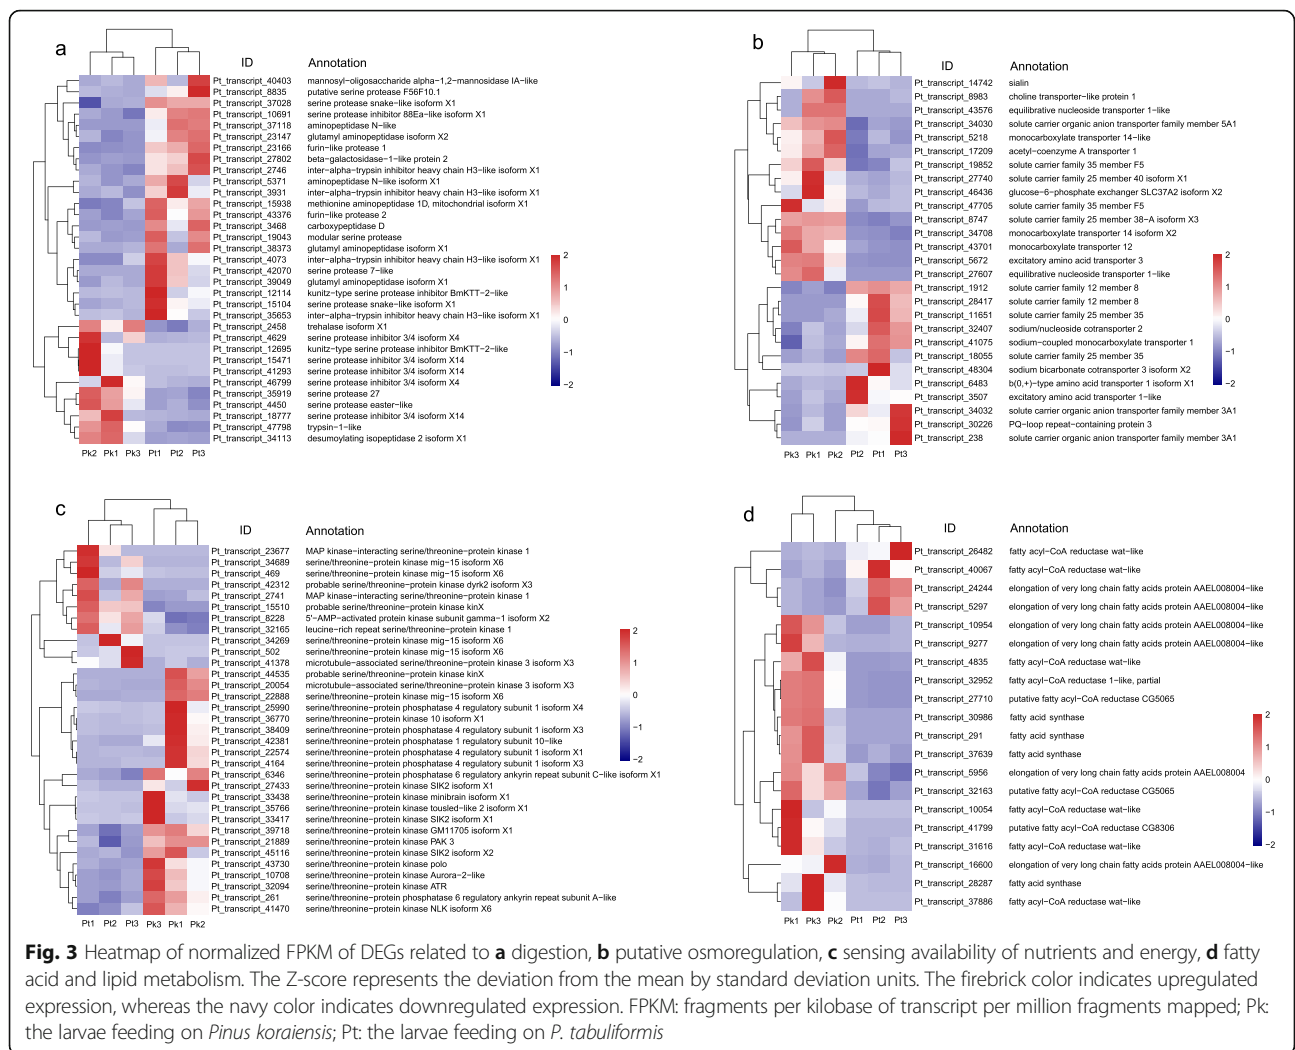 a
ID Annotation
Pt_transcript_40403 mannosyl−oligosaccharide alpha−1,2−mannosidase IA−like
Pt_transcript_8835 putative serine protease F56F10.1
Pt_transcript_37028 serine protease snake−like isoform X1
Pt_transcript_10691 serine protease inhibitor 88Ea−like isoform X1
Pt_transcript_37118 aminopeptidase N−like
Pt_transcript_23147 glutamyl aminopeptidase isoform X2
Pt_transcript_23166 furin−like protease 1
Pt_transcript_27802 beta−galactosidase−1−like protein 2
Pt_transcript_2746 inter−alpha−trypsin inhibitor heavy chain H3−like isoform X1
Pt_transcript_5371 aminopeptidase N−like isoform X1
Pt_transcript_3931 inter−alpha−trypsin inhibitor heavy chain H3−like isoform X1
Pt_transcript_15938 methionine aminopeptidase 1D, mitochondrial isoform X1
Pt_transcript_43376 furin−like protease 2
Pt_transcript_3468 carboxypeptidase D
Pt_transcript_19043 modular serine protease
Pt_transcript_38373 glutamyl aminopeptidase isoform X1
Pt_transcript_4073 inter−alpha−trypsin inhibitor heavy chain H3−like isoform X1
Pt_transcript_42070 serine protease 7−like
Pt_transcript_39049 glutamyl aminopeptidase isoform X1
Pt_transcript_12114 kunitz−type serine protease inhibitor BmKTT−2−like
Pt_transcript_15104 serine protease snake−like isoform X1
Pt_transcript_35653 inter−alpha−trypsin inhibitor heavy chain H3−like isoform X1
Pt_transcript_2458 trehalase isoform X1
Pt_transcript_4629 serine protease inhibitor 3/4 isoform X4
Pt_transcript_12695 kunitz−type serine protease inhibitor BmKTT−2−like
Pt_transcript_15471 serine protease inhibitor 3/4 isoform X14
Pt_transcript_41293 serine protease inhibitor 3/4 isoform X14
Pt_transcript_46799 serine protease inhibitor 3/4 isoform X4
Pt_transcript_35919 serine protease 27
Pt_transcript_4450 serine protease easter−like
Pt_transcript_18777 serine protease inhibitor 3/4 isoform X14
Pt_transcript_47798 trypsin−1−like
Pt_transcript_34113 desumoylating isopeptidase 2 isoform X1
Pk2 Pk1 Pk3 Pt1 Pt2 Pt3
2
1
0
−1
−2
b
ID Annotation
Pt_transcript_14742 sialin
Pt_transcript_8983 choline transporter−like protein 1
Pt_transcript_43576 equilibrative nucleoside transporter 1−like
Pt_transcript_34030 solute carrier organic anion transporter family member 5A1
Pt_transcript_5218 monocarboxylate transporter 14−like
Pt_transcript_17209 acetyl−coenzyme A transporter 1
Pt_transcript_19852 solute carrier family 35 member F5
Pt_transcript_27740 solute carrier family 25 member 40 isoform X1
Pt_transcript_46436 glucose−6−phosphate exchanger SLC37A2 isoform X2
Pt_transcript_47705 solute carrier family 35 member F5
Pt_transcript_8747 solute carrier family 25 member 38−A isoform X3
Pt_transcript_34708 monocarboxylate transporter 14 isoform X2
Pt_transcript_43701 monocarboxylate transporter 12
Pt_transcript_5672 excitatory amino acid transporter 3
Pt_transcript_27607 equilibrative nucleoside transporter 1−like
Pt_transcript_1912 solute carrier family 12 member 8
Pt_transcript_28417 solute carrier family 12 member 8
Pt_transcript_11651 solute carrier family 25 member 35
Pt_transcript_32407 sodium/nucleoside cotransporter 2
Pt_transcript_41075 sodium−coupled monocarboxylate transporter 1
Pt_transcript_18055 solute carrier family 25 member 35
Pt_transcript_48304 sodium bicarbonate cotransporter 3 isoform X2
Pt_transcript_6483 b(0,+)−type amino acid transporter 1 isoform X1
Pt_transcript_3507 excitatory amino acid transporter 1−like
Pt_transcript_34032 solute carrier organic anion transporter family member 3A1
Pt_transcript_30226 PQ−loop repeat−containing protein 3
Pt_transcript_238 solute carrier organic anion transporter family member 3A1
Pk3 Pk1 Pk2 Pt2 Pt1 Pt3
2
1
0
−1
−2
c
ID Annotation
Pt_transcript_23677 MAP kinase−interacting serine/threonine−protein kinase 1
Pt_transcript_34689 serine/threonine−protein kinase mig−15 isoform X6
Pt_transcript_469 serine/threonine−protein kinase mig−15 isoform X6
Pt_transcript_42312 probable serine/threonine−protein kinase dyrk2 isoform X3
Pt_transcript_2741 MAP kinase−interacting serine/threonine−protein kinase 1
Pt_transcript_15510 probable serine/threonine−protein kinase kinX
Pt_transcript_8228 5'−AMP−activated protein kinase subunit gamma−1 isoform X2
Pt_transcript_32165 leucine−rich repeat serine/threonine−protein kinase 1
Pt_transcript_34269 serine/threonine−protein kinase mig−15 isoform X6
Pt_transcript_502 serine/threonine−protein kinase mig−15 isoform X6
Pt_transcript_41378 microtubule−associated serine/threonine−protein kinase 3 isoform X3
Pt_transcript_44535 probable serine/threonine−protein kinase kinX
Pt_transcript_20054 microtubule−associated serine/threonine−protein kinase 3 isoform X3
Pt_transcript_22888 serine/threonine−protein kinase mig−15 isoform X6
Pt_transcript_25990 serine/threonine−protein phosphatase 4 regulatory subunit 1 isoform X4
Pt_transcript_36770 serine/threonine−protein kinase 10 isoform X1
Pt_transcript_38409 serine/threonine−protein phosphatase 4 regulatory subunit 1 isoform X3
Pt_transcript_42381 serine/threonine−protein phosphatase 1 regulatory subunit 10−like
Pt_transcript_22574 serine/threonine−protein phosphatase 4 regulatory subunit 1 isoform X1
Pt_transcript_4164 serine/threonine−protein phosphatase 4 regulatory subunit 1 isoform X3
Pt_transcript_6346 serine/threonine−protein phosphatase 6 regulatory ankyrin repeat subunit C−like isoform X1
Pt_transcript_27433 serine/threonine−protein kinase SIK2 isoform X1
Pt_transcript_33438 serine/threonine−protein kinase minibrain isoform X1
Pt_transcript_35766 serine/threonine−protein kinase tousled−like 2 isoform X1
Pt_transcript_33417 serine/threonine−protein kinase SIK2 isoform X1
Pt_transcript_39718 serine/threonine−protein kinase GM11705 isoform X1
Pt_transcript_21889 serine/threonine−protein kinase PAK 3
Pt_transcript_45116 serine/threonine−protein kinase SIK2 isoform X2
Pt_transcript_43730 serine/threonine−protein kinase polo
Pt_transcript_10708 serine/threonine−protein kinase Aurora−2−like
Pt_transcript_32094 serine/threonine−protein kinase ATR
Pt_transcript_261 serine/threonine−protein phosphatase 6 regulatory ankyrin repeat subunit A−like
Pt_transcript_41470 serine/threonine−protein kinase NLK isoform X6
Pt1 Pt2 Pt3 Pk3 Pk1 Pk2
2
1
0
−1
−2
d
ID Annotation
Pt_transcript_26482 fatty acyl−CoA reductase wat−like
Pt_transcript_40067 fatty acyl−CoA reductase wat−like
Pt_transcript_24244 elongation of very long chain fatty acids protein AAEL008004−like
Pt_transcript_5297 elongation of very long chain fatty acids protein AAEL008004−like
Pt_transcript_10954 elongation of very long chain fatty acids protein AAEL008004−like
Pt_transcript_9277 elongation of very long chain fatty acids protein AAEL008004−like
Pt_transcript_4835 fatty acyl−CoA reductase wat−like
Pt_transcript_32952 fatty acyl−CoA reductase 1−like, partial
Pt_transcript_27710 putative fatty acyl−CoA reductase CG5065
Pt_transcript_30986 fatty acid synthase
Pt_transcript_291 fatty acid synthase
Pt_transcript_37639 fatty acid synthase
Pt_transcript_5956 elongation of very long chain fatty acids protein AAEL008004
Pt_transcript_32163 putative fatty acyl−CoA reductase CG5065
Pt_transcript_10054 fatty acyl−CoA reductase wat−like
Pt_transcript_41799 putative fatty acyl−CoA reductase CG8306
Pt_transcript_31616 fatty acyl−CoA reductase wat−like
Pt_transcript_16600 elongation of very long chain fatty acids protein AAEL008004−like
Pt_transcript_28287 fatty acid synthase
Pt_transcript_37886 fatty acyl−CoA reductase wat−like
Pk1 Pk3 Pk2 Pt1 Pt2 Pt3
2
1
0
−1
−2
Fig. 3 Heatmap of normalized FPKM of DEGs related to a digestion, b putative osmoregulation, c sensing availability of nutrients and energy, d fatty
acid and lipid metabolism. The Z-score represents the deviation from the mean by standard deviation units. The firebrick color indicates upregulated
expression, whereas the navy color indicates downregulated expression. FPKM: fragments per kilobase of transcript per million fragments mapped; Pk:
the larvae feeding on Pinus koraiensis; Pt: the larvae feeding on P. tabuliformis